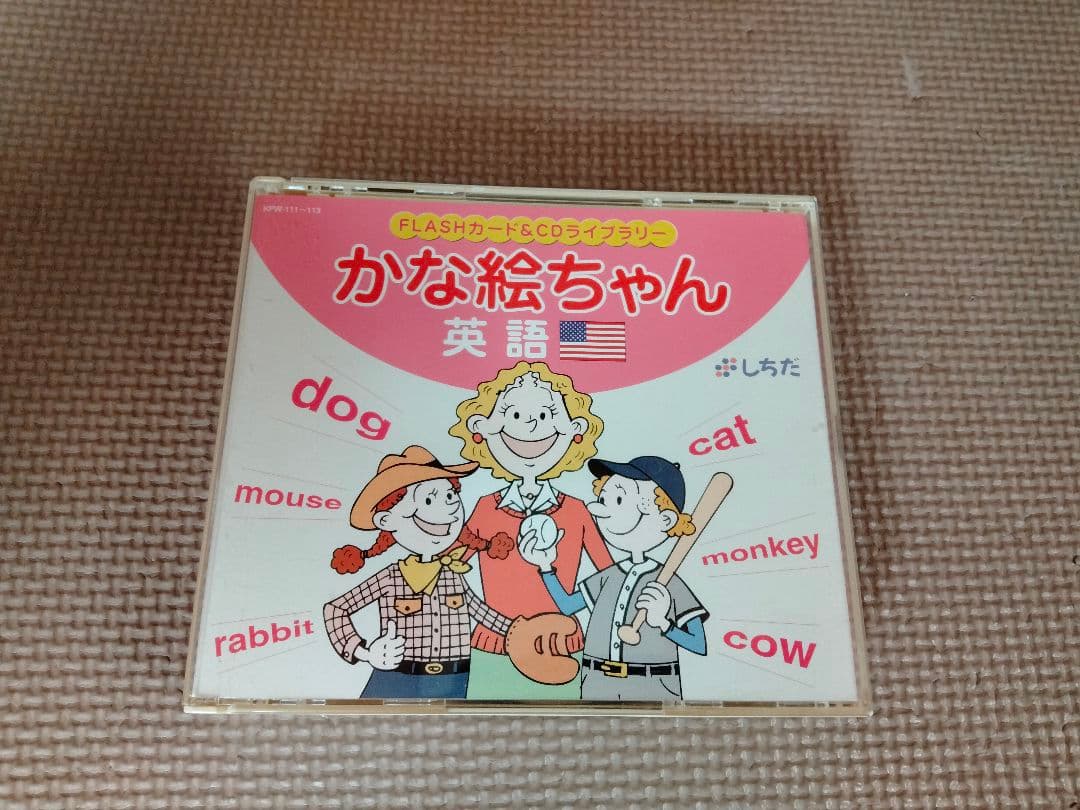 KPW-111~113
FLASHカード&CDライブラリー
かな絵ちゃん
英語
しちだ
dog
cat
mouse
monkey
rabbit
cow